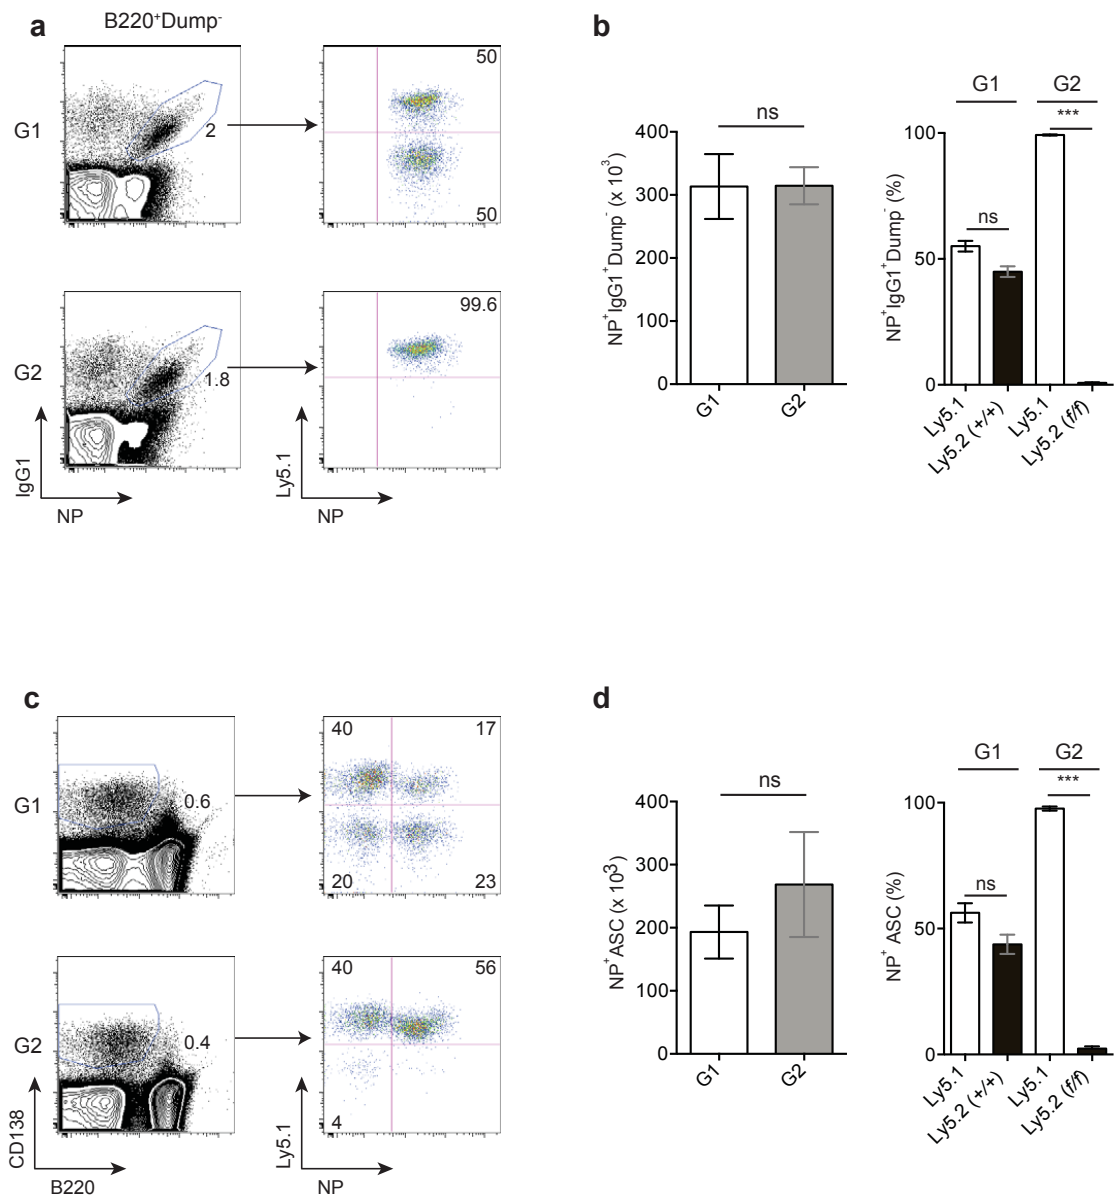 a
B220+Dump-
G1
2
50
50
G2
1.8
99.6
IgG1
NP
Ly5.1
NP
b
ns
NP+IgG1+Dump- (x 103)
400
300
200
100
0
G1
G2
G1
G2
***
ns
NP+IgG1+Dump- (%)
100
50
0
Ly5.1
Ly5.2 (+/+)
Ly5.1
Ly5.2 (f/f)
c
G1
0.6
40
17
20
23
G2
0.4
40
56
4
CD138
B220
Ly5.1
NP
d
ns
NP+ASC (x 103)
400
300
200
100
0
G1
G2
G1
G2
***
ns
NP+ ASC (%)
100
50
0
Ly5.1
Ly5.2 (+/+)
Ly5.1
Ly5.2 (f/f)